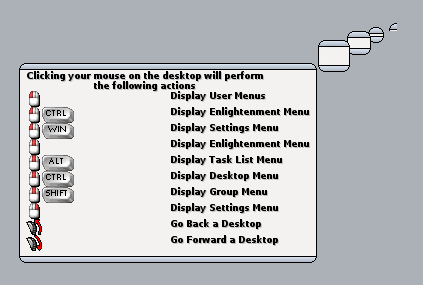 Clicking your mouse on the desktop will perform
the following actions
Display User Menus
CTRL Display Enlightenment Menu
WIN Display Settings Menu
Display Enlightenment Menu
ALT Display Task List Menu
CTRL Display Desktop Menu
SHIFT Display Group Menu
Display Settings Menu
Go Back a Desktop
Go Forward a Desktop